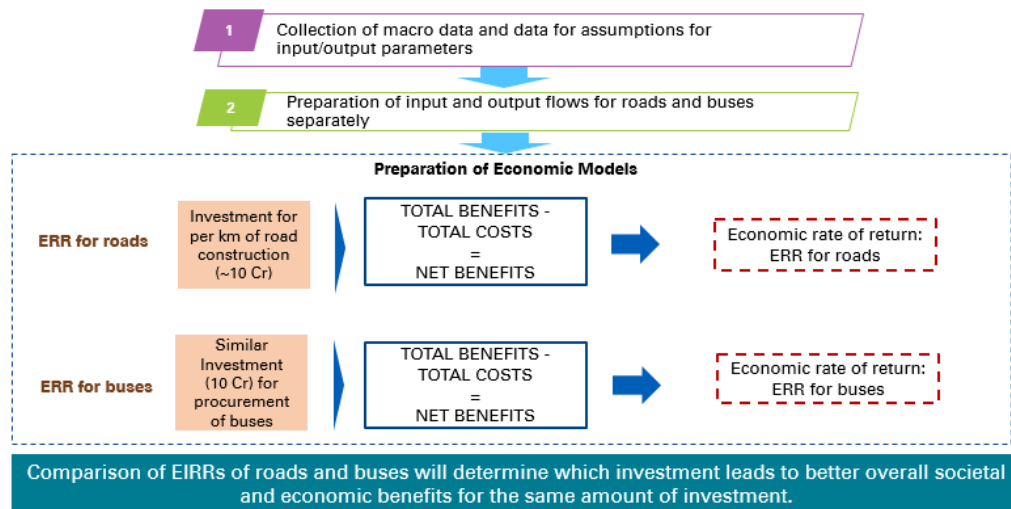 1
Collection of macro data and data for assumptions for
input/output parameters
2
Preparation of input and output flows for roads and buses
separately
Preparation of Economic Models
ERR for roads
Investment for
per km of road
construction
(~10 Cr)
TOTAL BENEFITS -
TOTAL COSTS
=
NET BENEFITS
Economic rate of return:
ERR for roads
ERR for buses
Similar
Investment
(10 Cr) for
procurement
of buses
TOTAL BENEFITS -
TOTAL COSTS
=
NET BENEFITS
Economic rate of return:
ERR for buses
Comparison of EIRRs of roads and buses will determine which investment leads to better overall societal
and economic benefits for the same amount of investment.